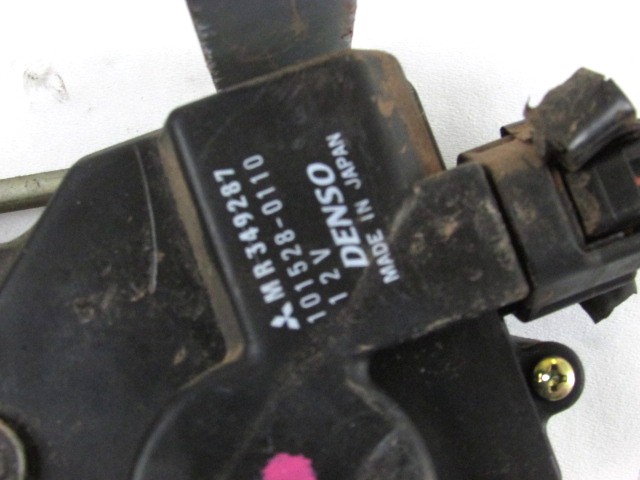 MR349287
101528-0110
12V
DENSO
MADE IN JAPAN